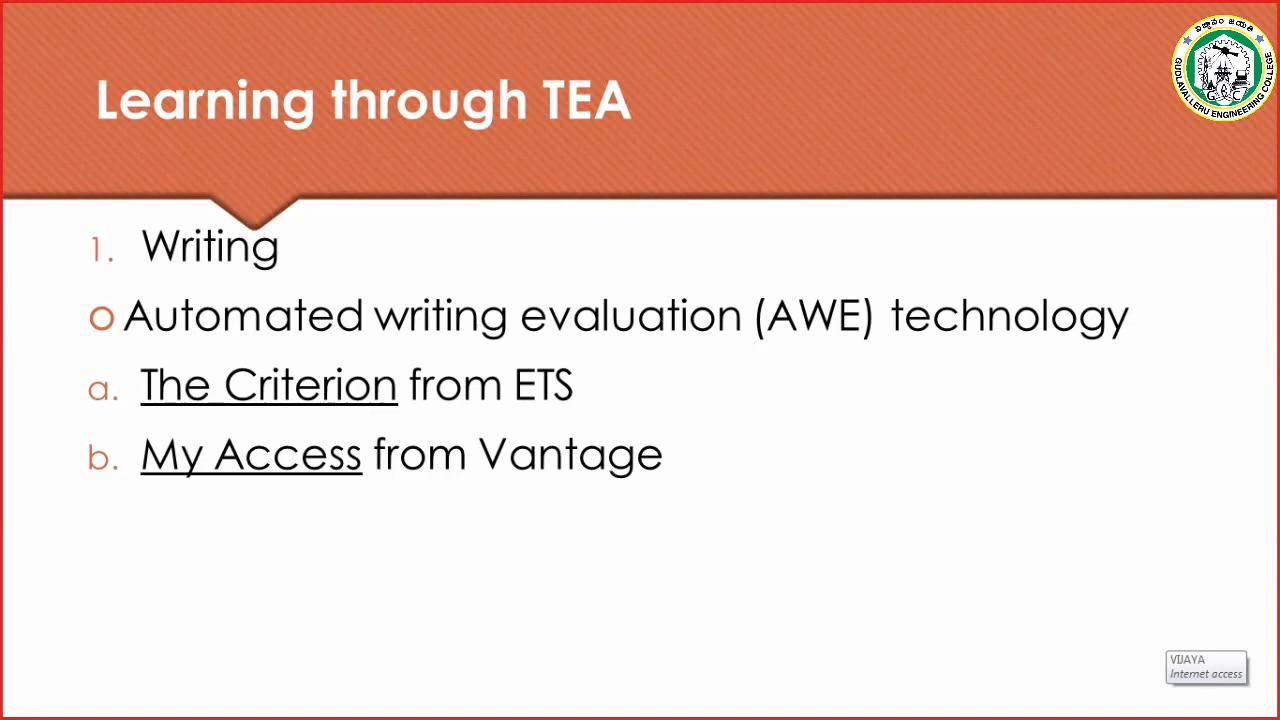 Learning through TEA
విజ్ఞానం జయతి
GUDLAVALLERU ENGINEERING COLLEGE
G C
1. Writing
Automated writing evaluation (AWE) technology
a. The Criterion from ETS
b. My Access from Vantage
VIJAYA
Internet access